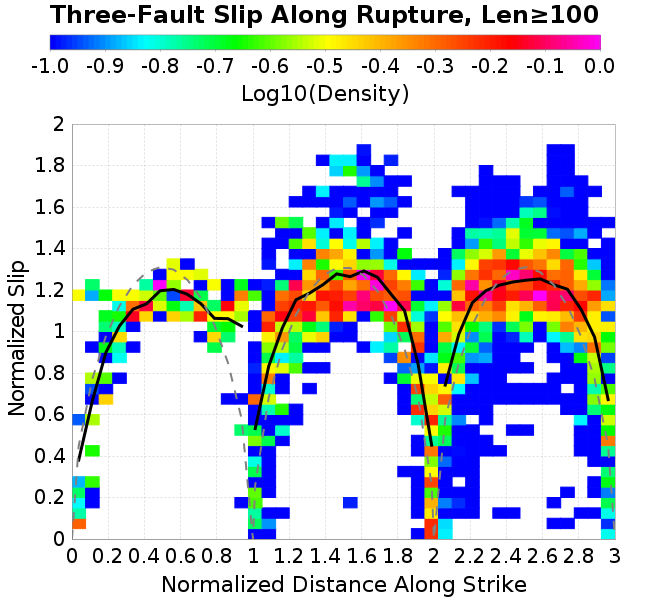 Three-Fault Slip Along Rupture, Len≥100
-1.0 -0.9 -0.8 -0.7 -0.6 -0.5 -0.4 -0.3 -0.2 -0.1 0.0
Log10(Density)
2
1.8
1.6
1.4
1.2
1
0.8
0.6
0.4
0.2
0
Normalized Slip
0 0.2 0.4 0.6 0.8 1 1.2 1.4 1.6 1.8 2 2.2 2.4 2.6 2.8 3
Normalized Distance Along Strike